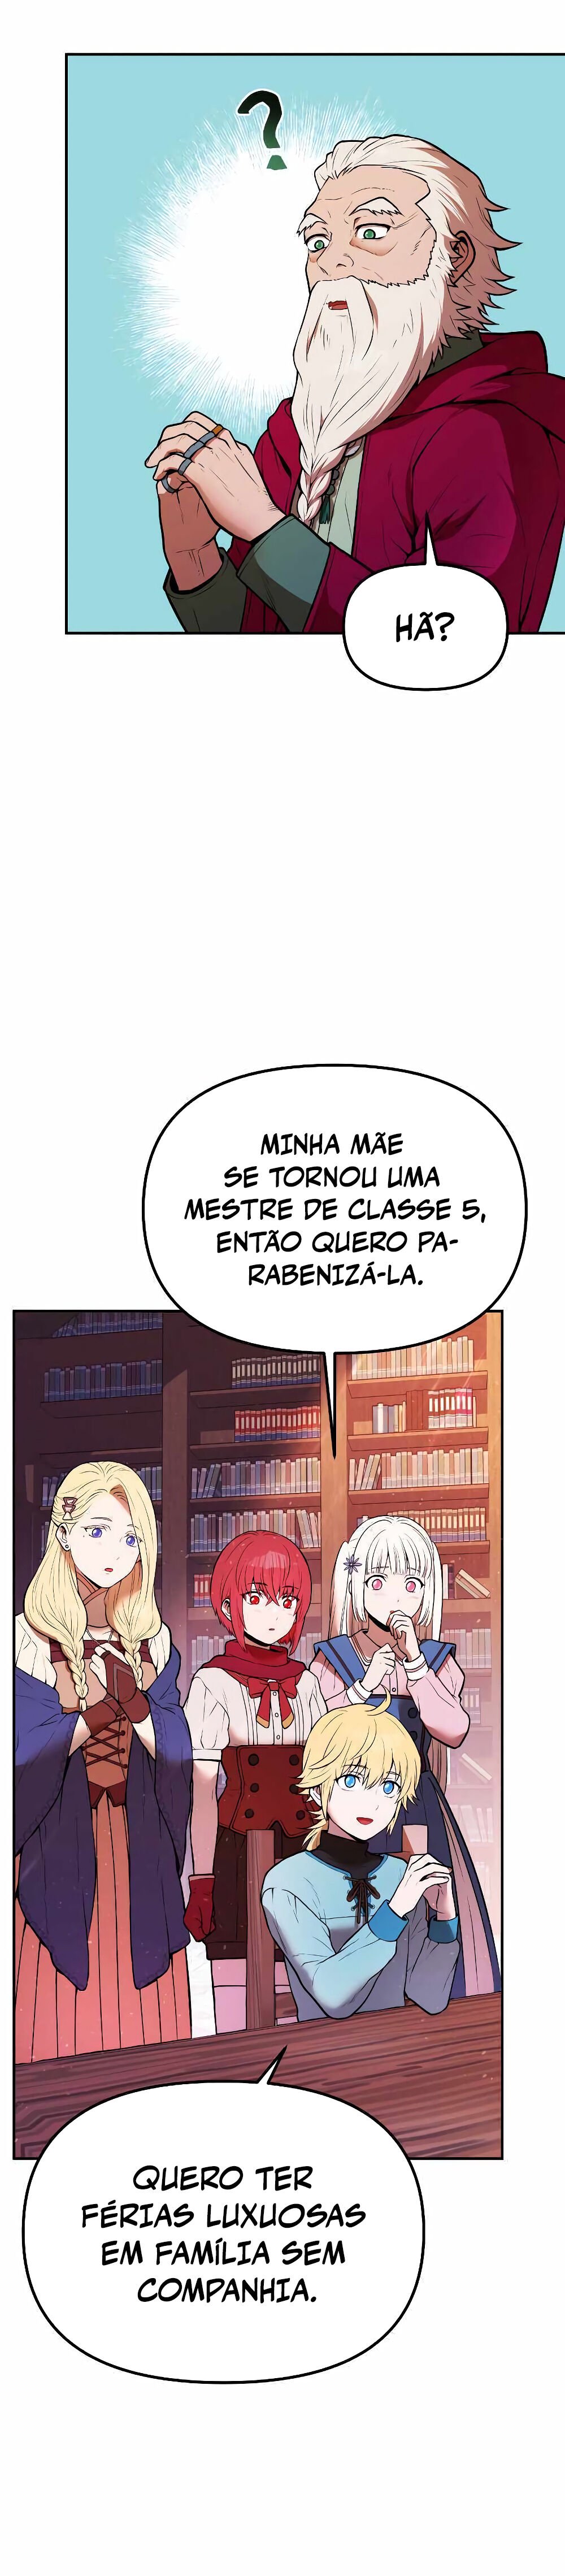 ?
HÃ?
MINHA MÃE
SE TORNOU UMA
MESTRE DE CLASSE 5,
ENTÃO QUERO PA-
RABENIZÁ-LA.
QUERO TER
FÉRIAS LUXUOSAS
EM FAMÍLIA SEM
COMPANHIA.